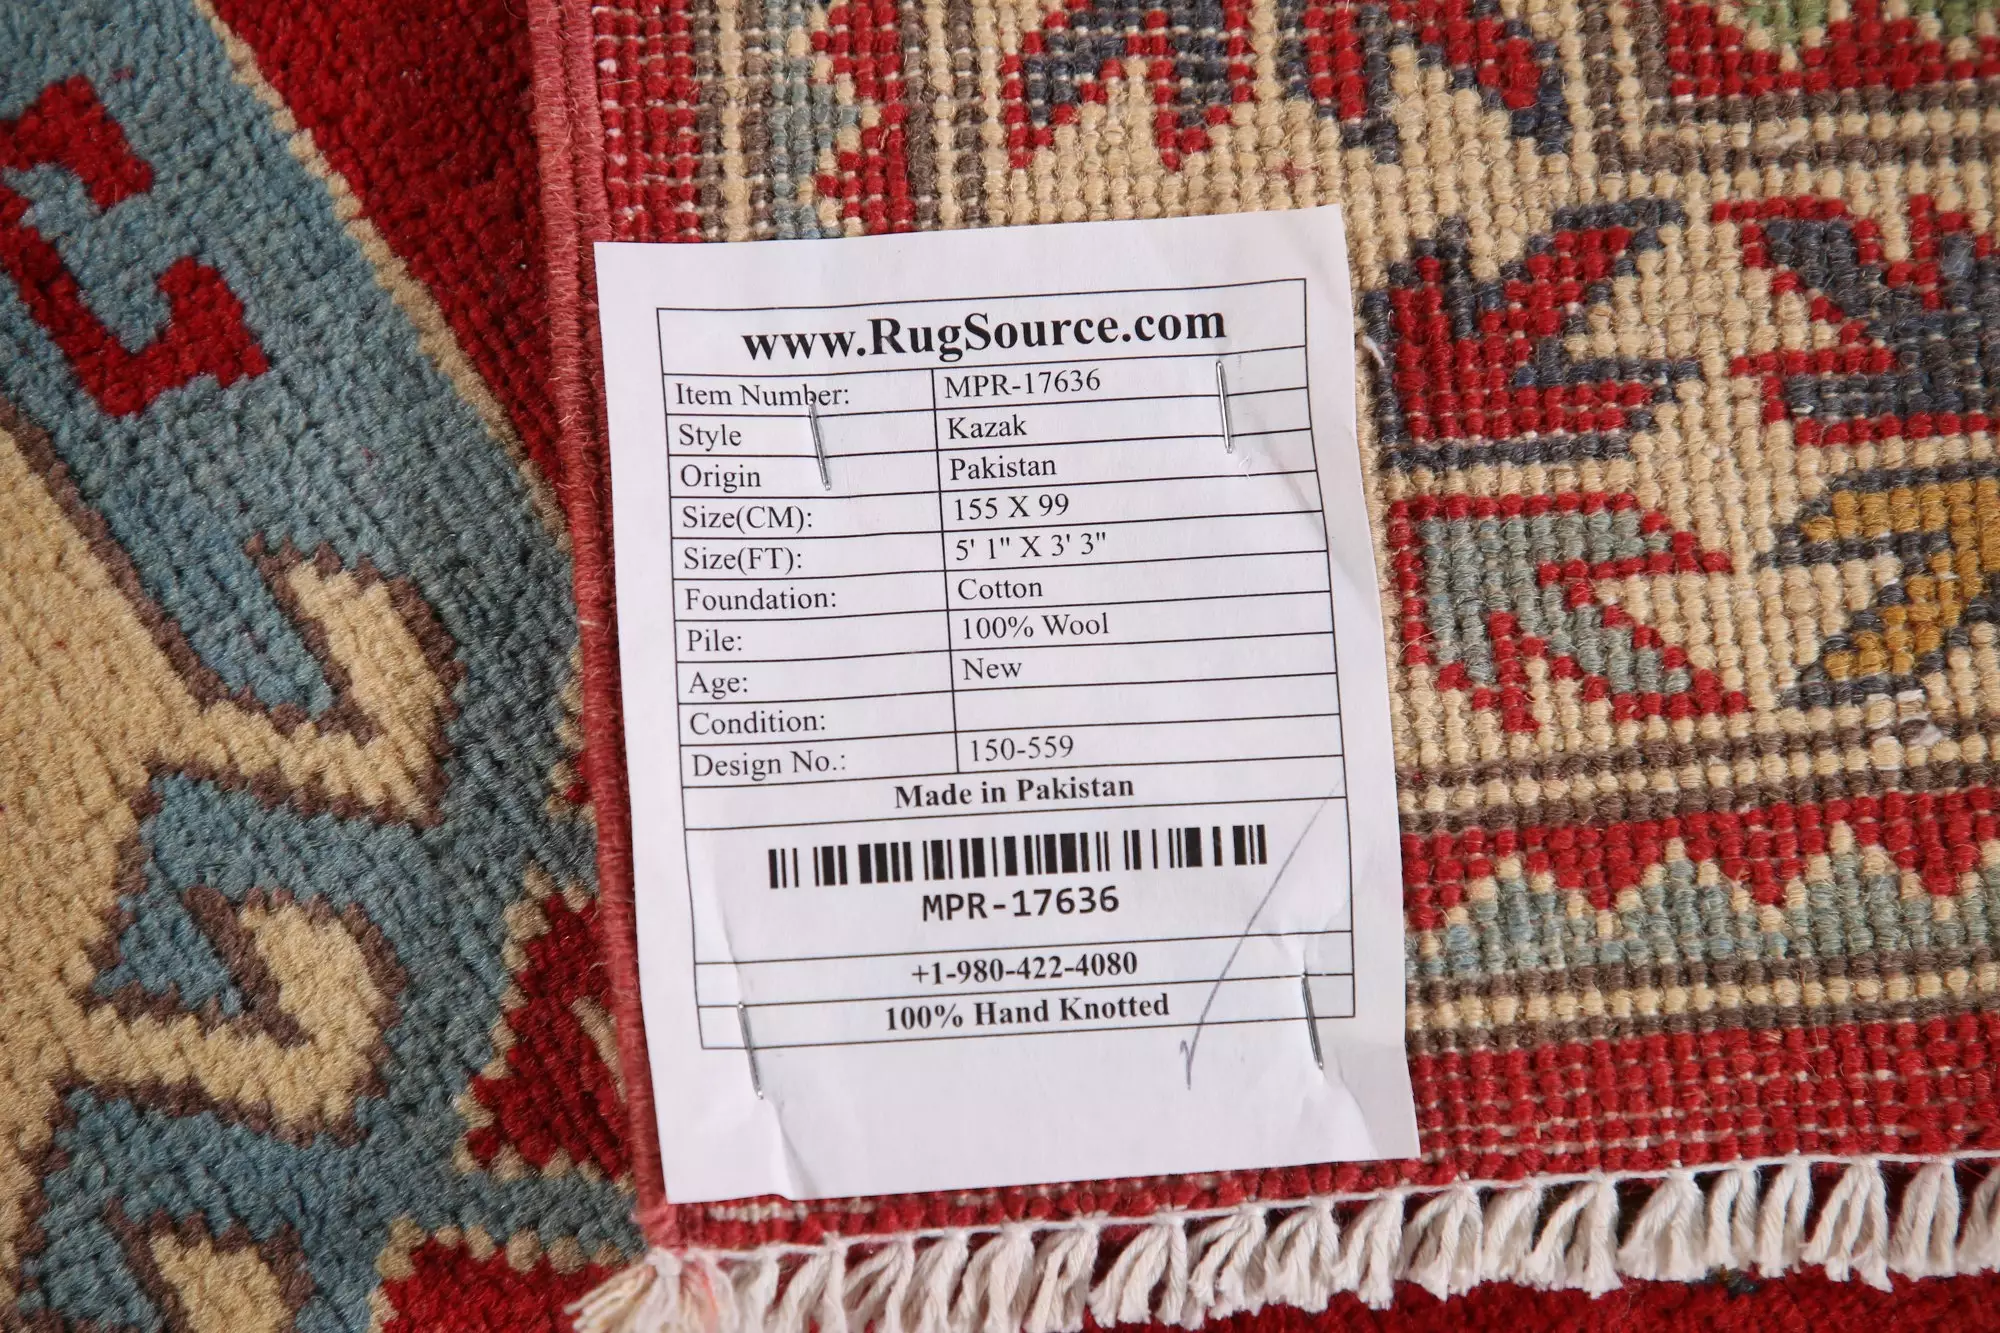 www.RugSource.com
Item Number: MPR-17636
Style Kazak
Origin Pakistan
Size(CM): 155 X 99
Size(FT): 5' 1" X 3' 3"
Foundation: Cotton
Pile: 100% Wool
Age: New
Condition:
Design No.: 150-559
Made in Pakistan
MPR-17636
+1-980-422-4080
100% Hand Knotted